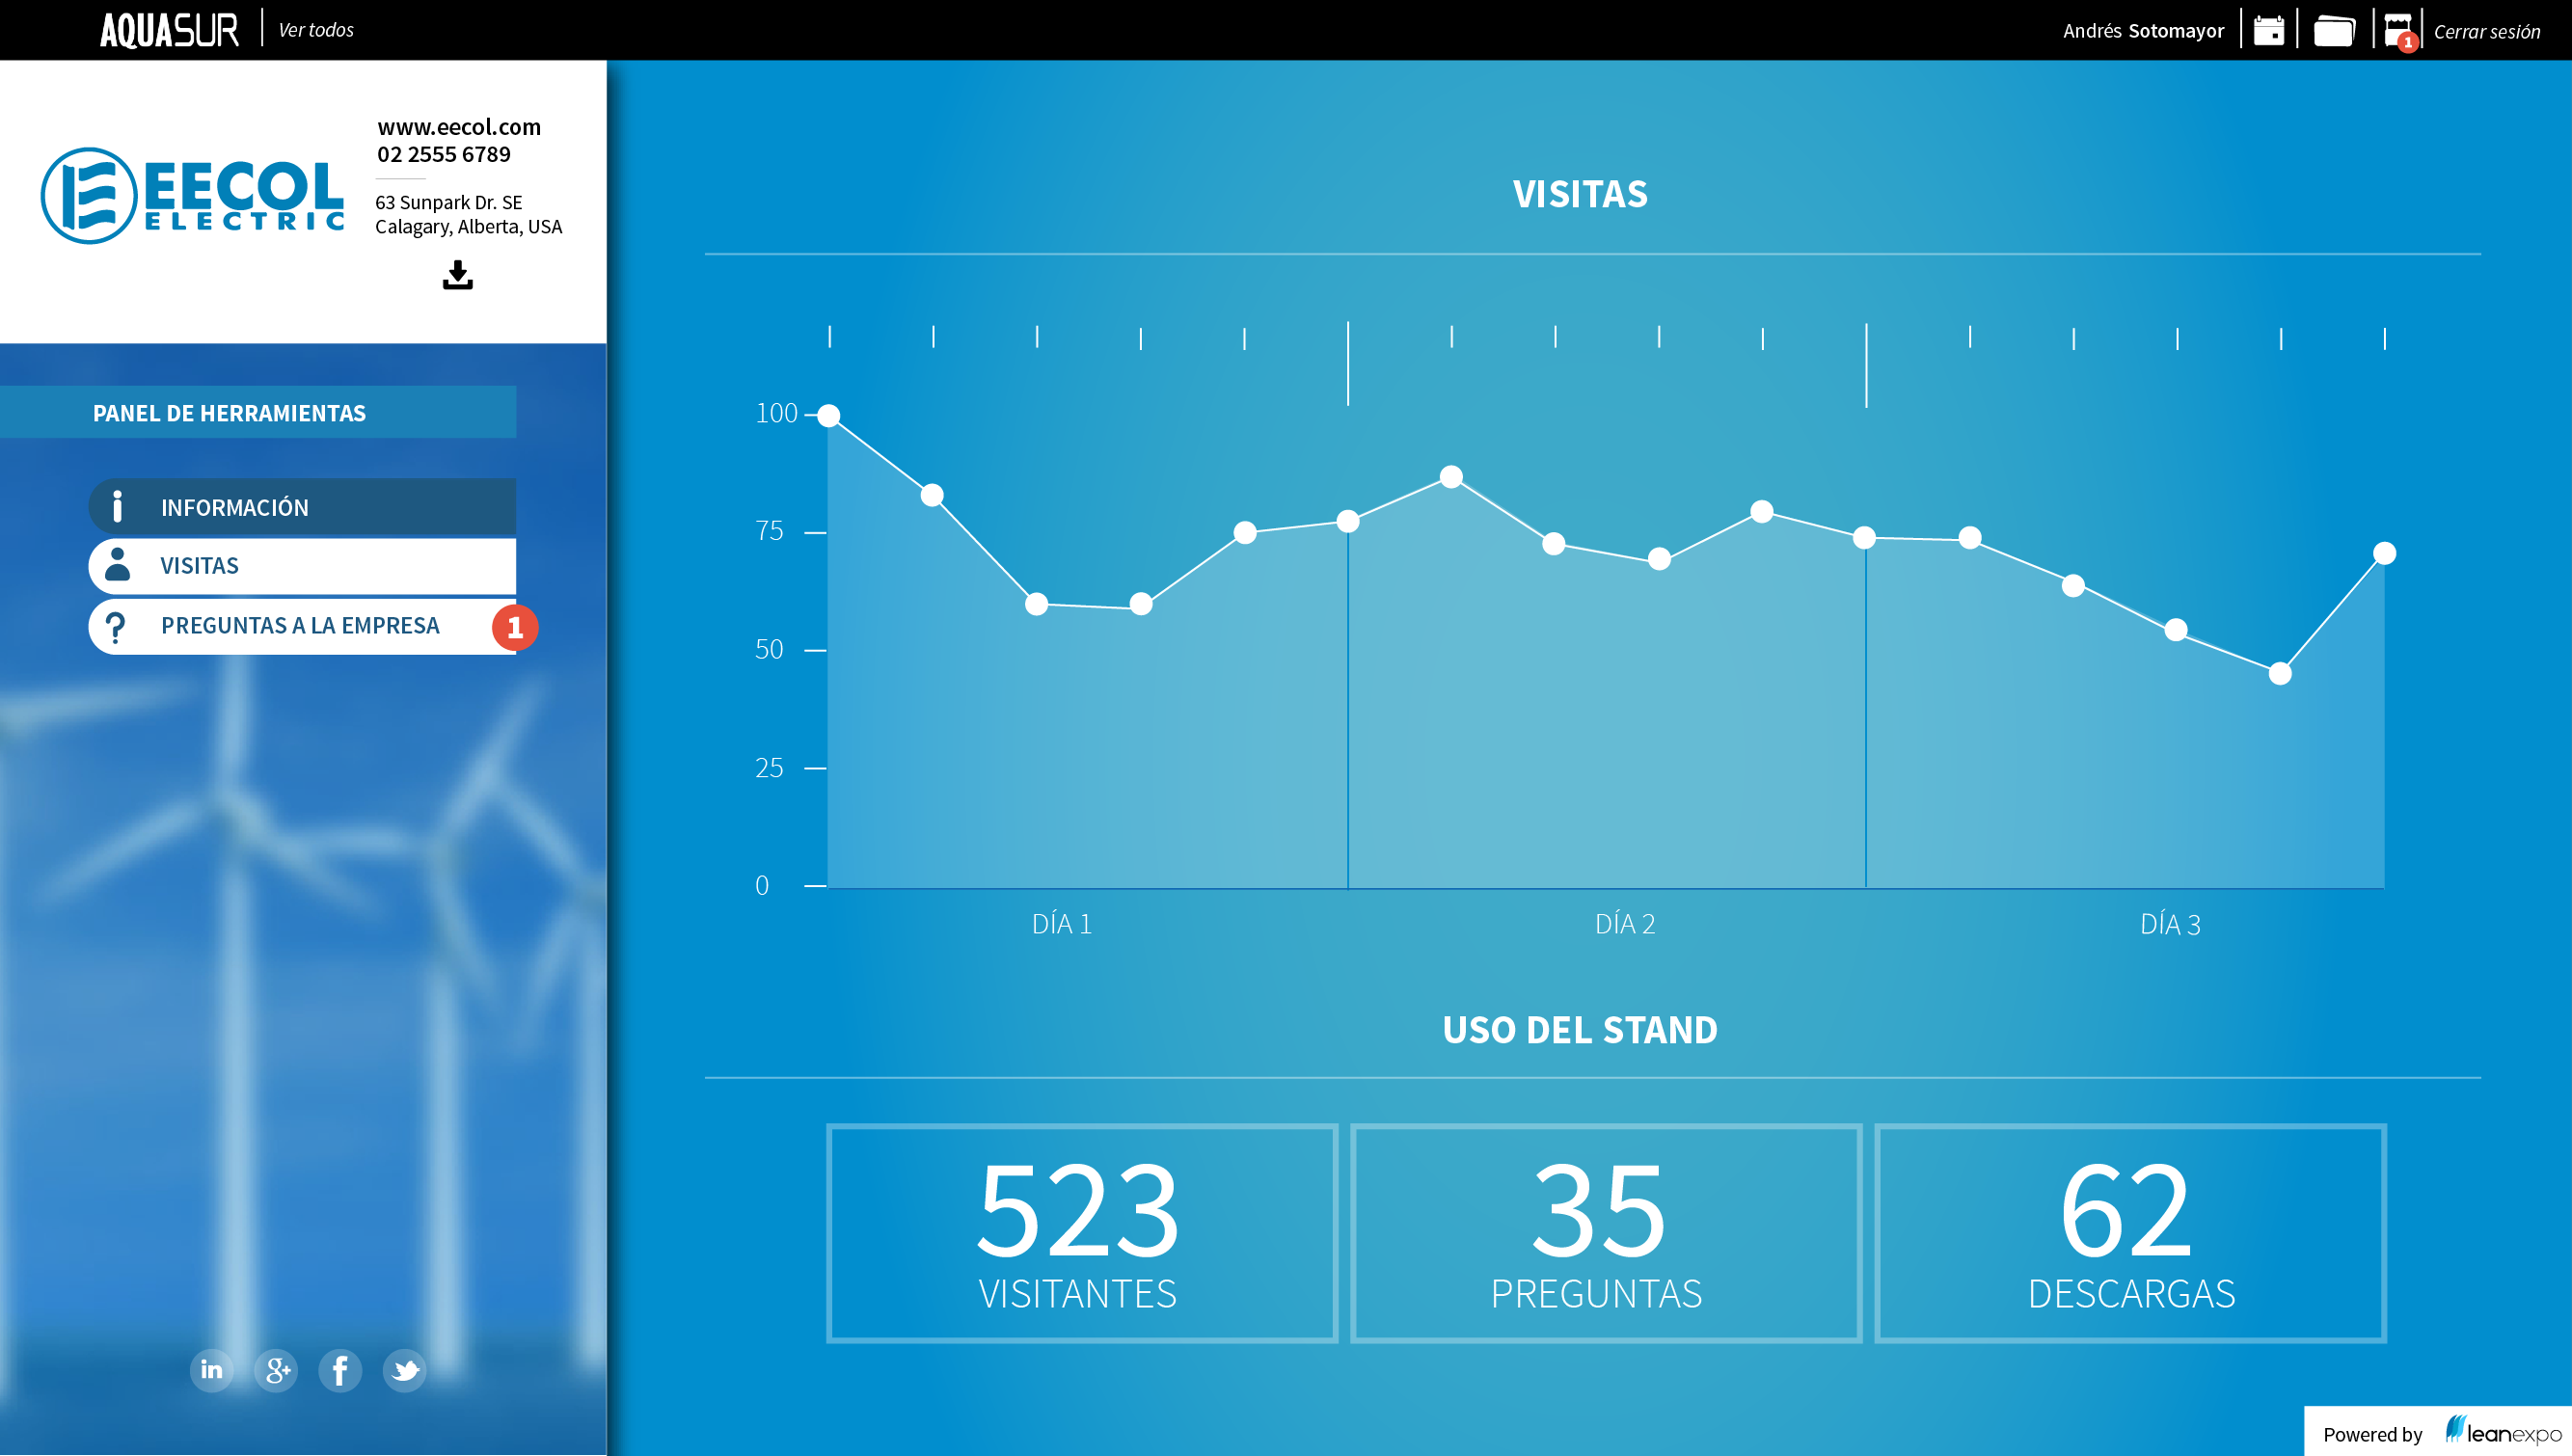 AQUASUR
Ver todos
Andrés Sotomayor
1
Cerrar sesión
EECOL
ELECTRIC
www.eecol.com
02 2555 6789
63 Sunpark Dr. SE
Calagary, Alberta, USA
PANEL DE HERRAMIENTAS
INFORMACIÓN
VISITAS
PREGUNTAS A LA EMPRESA
1
in
g+
f
VISITAS
100
75
50
25
0
DÍA 1
DÍA 2
DÍA 3
USO DEL STAND
523
VISITANTES
35
PREGUNTAS
62
DESCARGAS
Powered by
leanexpo